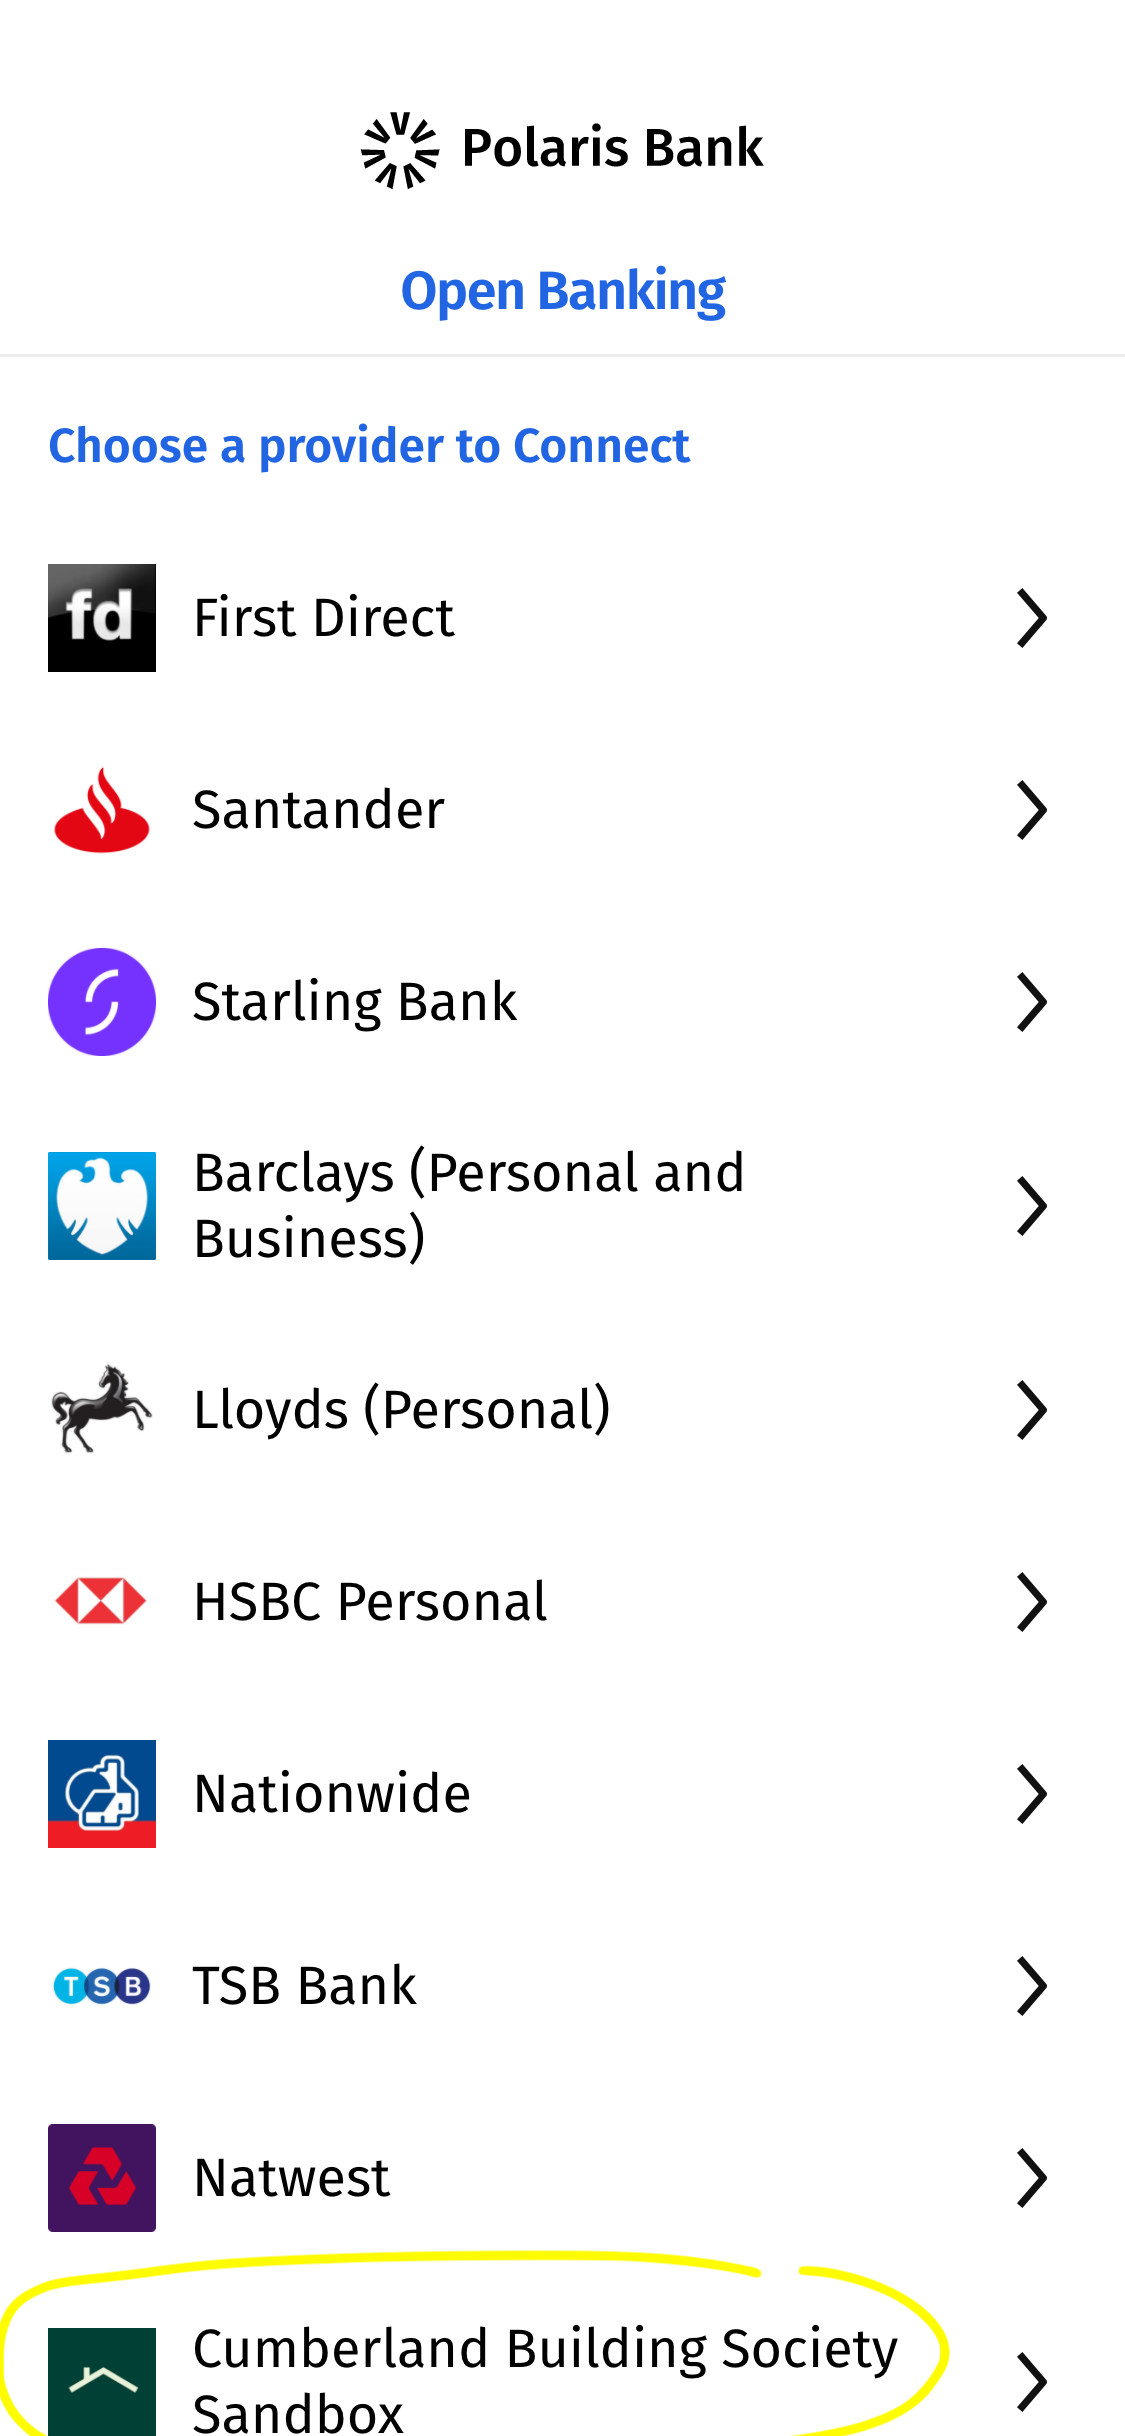 Polaris Bank
Open Banking
Choose a provider to Connect
fd
First Direct
Santander
Starling Bank
Barclays (Personal and
Business)
Lloyds (Personal)
HSBC Personal
Nationwide
TSB
TSB Bank
Natwest
Cumberland Building Society
Sandbox